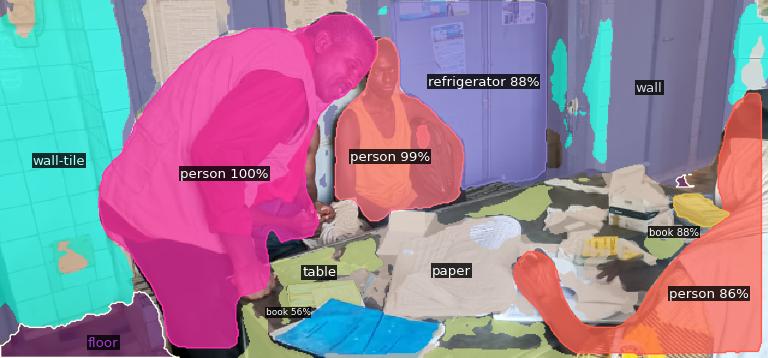 refrigerator 88%
wall
person 99%
wall-tile
person 100%
book 88%
table
paper
person 86%
book 56%
floor